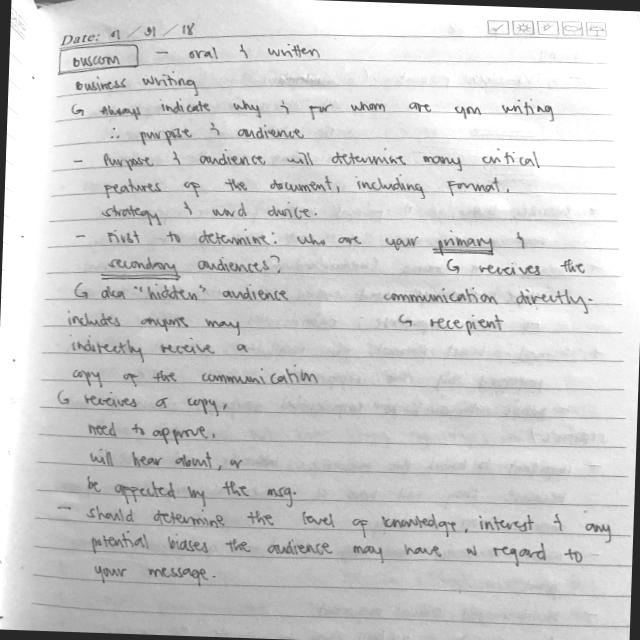 Date: 9 / 21 / 18
BUSCOM – oral & written
Business Writing
↳ Always indicate why & for whom are you writing
∴ purpose & audience
– Purpose & audience will determine many critical
features of the document, including format,
strategy & word choice.
– First to determine: who are your primary &
secondary audiences? ↳ receives the
↳ aka "hidden" audience communication directly.
includes anyone may ↳ recepient
indirectly receive a
copy of the communication
↳ receives a copy,
need to approve,
will hear about, or
be affected by the msg.
– should determine the level of knowledge, interest & any
potential biases the audience may have w regard to
your message.